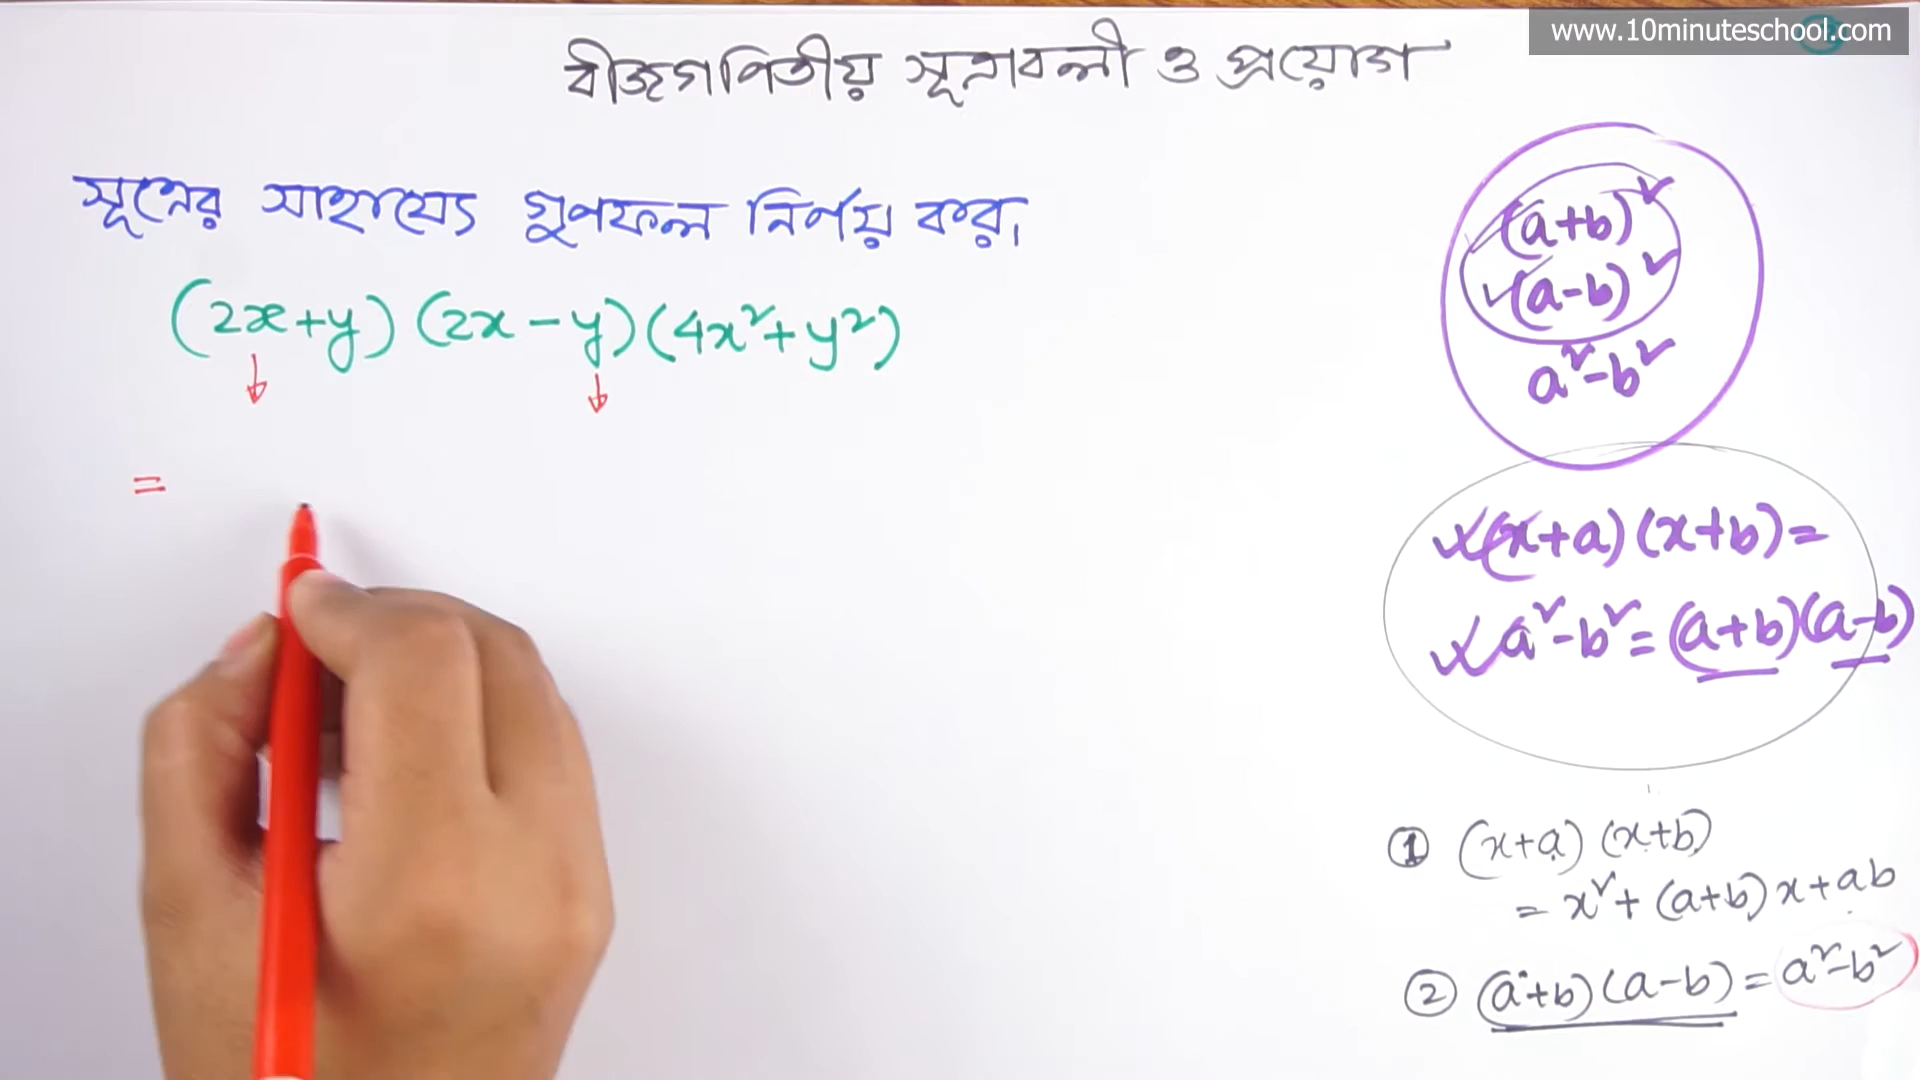 www.10minuteschool.com
বীজগণিতীয় সূত্রাবলী ও প্রয়োগ
সূত্রের সাহায্যে গুণফল নির্ণয় কর।
(2x+y) (2x-y) (4x²+y²)
=
(a+b)²
(a-b)²
a²-b²
(x+a) (x+b) =
a²-b² = (a+b)(a-b)
① (x+a) (x+b)
= x²+ (a+b) x + ab
② (a+b) (a-b) = a²-b²